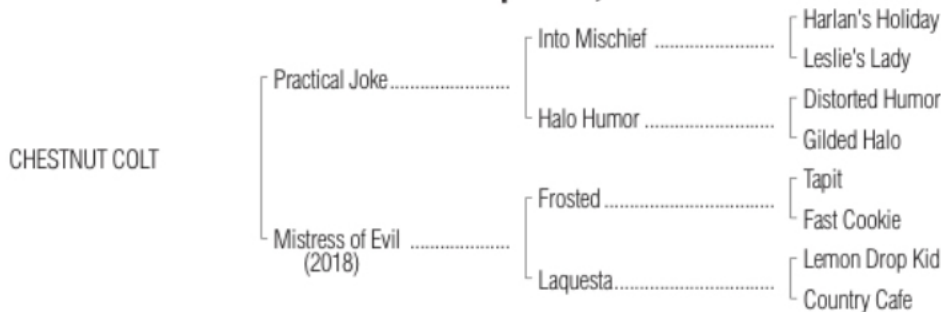 Harlan's Holiday
Into Mischief ........................
Leslie's Lady
Practical Joke........................
Distorted Humor
Halo Humor ..........................
Gilded Halo
CHESTNUT COLT
Tapit
Frosted..................................
Fast Cookie
Mistress of Evil ....................
(2018)
Lemon Drop Kid
Laquesta................................
Country Cafe